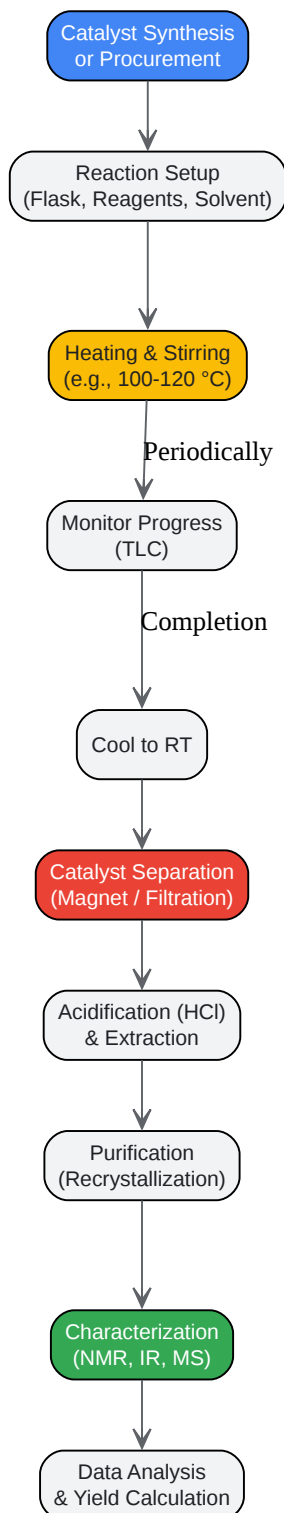 Catalyst Synthesis
or Procurement
Reaction Setup
(Flask, Reagents, Solvent)
Heating & Stirring
(e.g., 100-120 °C)
Periodically
Monitor Progress
(TLC)
Completion
Cool to RT
Catalyst Separation
(Magnet / Filtration)
Acidification (HCl)
& Extraction
Purification
(Recrystallization)
Characterization
(NMR, IR, MS)
Data Analysis
& Yield Calculation